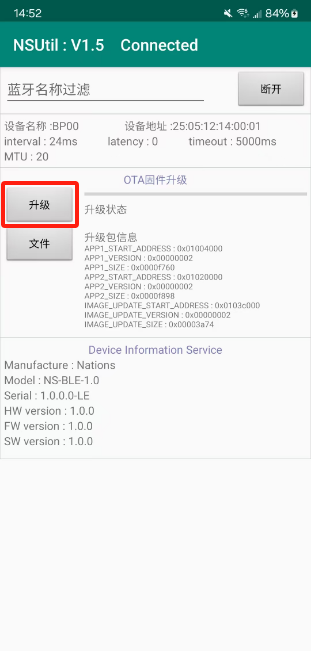 14:52 84%
NSUtil : V1.5 Connected
蓝牙名称过滤 断开
设备名称 :BP00 设备地址 :25:05:12:14:00:01
interval : 24ms latency : 0 timeout : 5000ms
MTU : 20
OTA固件升级
升级 升级状态
文件 升级包信息
APP1_START_ADDRESS : 0x01004000
APP1_VERSION : 0x00000002
APP1_SIZE : 0x0000f760
APP2_START_ADDRESS : 0x01020000
APP2_VERSION : 0x00000002
APP2_SIZE : 0x0000f898
IMAGE_UPDATE_START_ADDRESS : 0x0103c000
IMAGE_UPDATE_VERSION : 0x00000002
IMAGE_UPDATE_SIZE : 0x00003a74
Device Information Service
Manufacture : Nations
Model : NS-BLE-1.0
Serial : 1.0.0.0-LE
HW version : 1.0.0
FW version : 1.0.0
SW version : 1.0.0